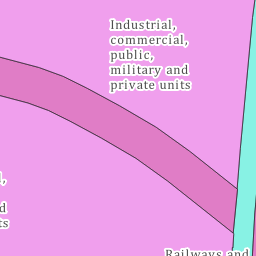 Industrial,
commercial,
public,
military and
private units
Railways and